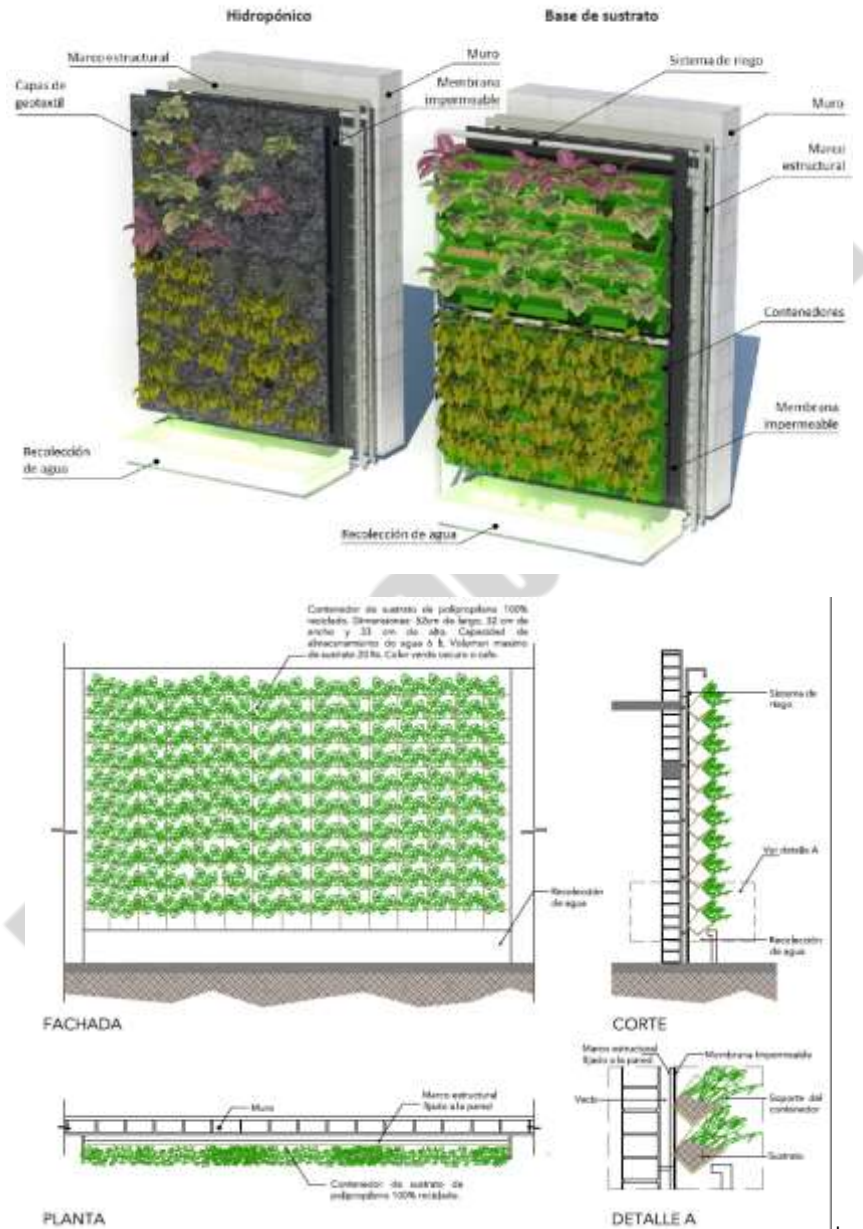 Hidropónico
Base de sustrato
Marco estructural
Muro
Sistema de riego
Capas de
geotextil
Membrana
impermeable
Muro
Marco
estructural
Contenedores
Membrana
impermeable
Recolección
de agua
Recolección de agua
Contenedor de sustrato de polipropileno 100%
reciclado. Dimensiones: 52cm de largo, 32 cm de
ancho y 33 cm de alto. Capacidad de
almacenamiento de agua 6 lt. Volumen maximo
de sustrato 20 lts. Color verde oscuro o cafe.
Sistema de
riego
Ver detalle A
Recolección
de agua
Recolección
de agua
FACHADA
CORTE
Marco estructural
fijado a la pared
Membrana Impermeable
Marco estructural
fijado a la pared
Muro
Vacío
Soporte del
contenedor
Sustrato
Contenedor de sustrato de
polipropileno 100% reciclado.
PLANTA
DETALLE A